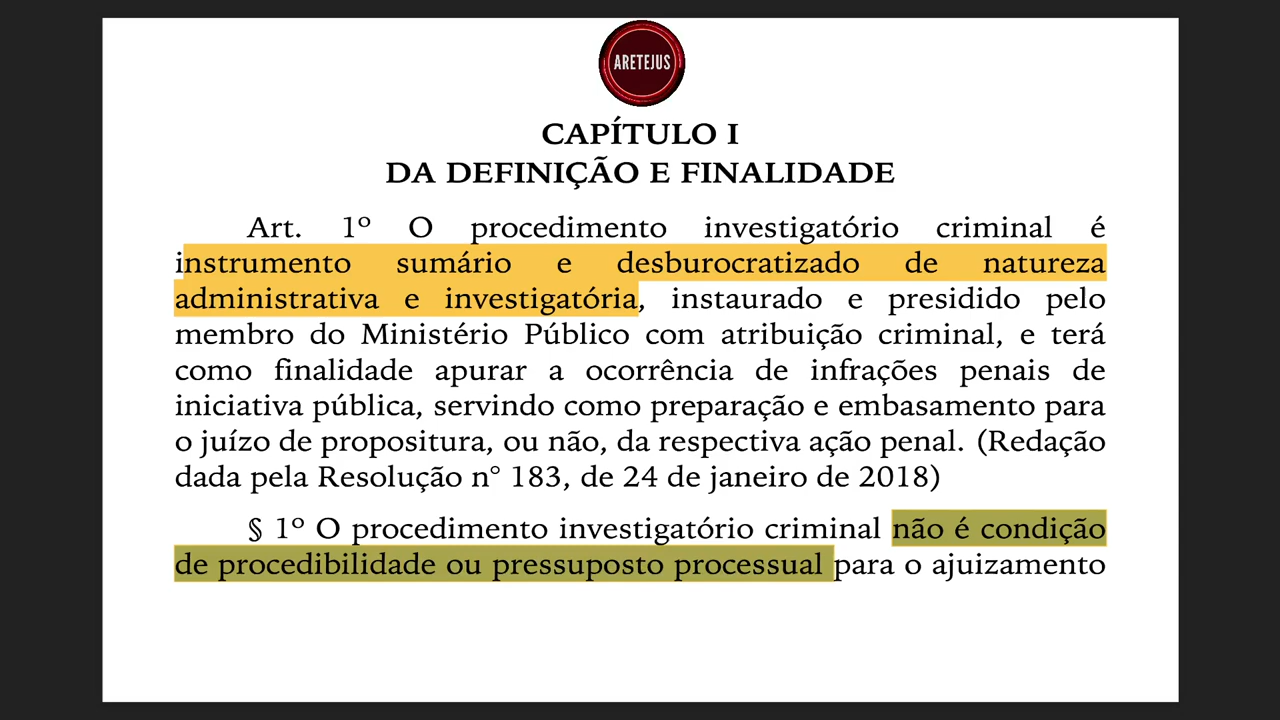 ARETEJUS
CAPÍTULO I
DA DEFINIÇÃO E FINALIDADE
Art. 1º O procedimento investigatório criminal é
instrumento sumário e desburocratizado de natureza
administrativa e investigatória, instaurado e presidido pelo
membro do Ministério Público com atribuição criminal, e terá
como finalidade apurar a ocorrência de infrações penais de
iniciativa pública, servindo como preparação e embasamento para
o juízo de propositura, ou não, da respectiva ação penal. (Redação
dada pela Resolução n° 183, de 24 de janeiro de 2018)
§ 1º O procedimento investigatório criminal não é condição
de procedibilidade ou pressuposto processual para o ajuizamento